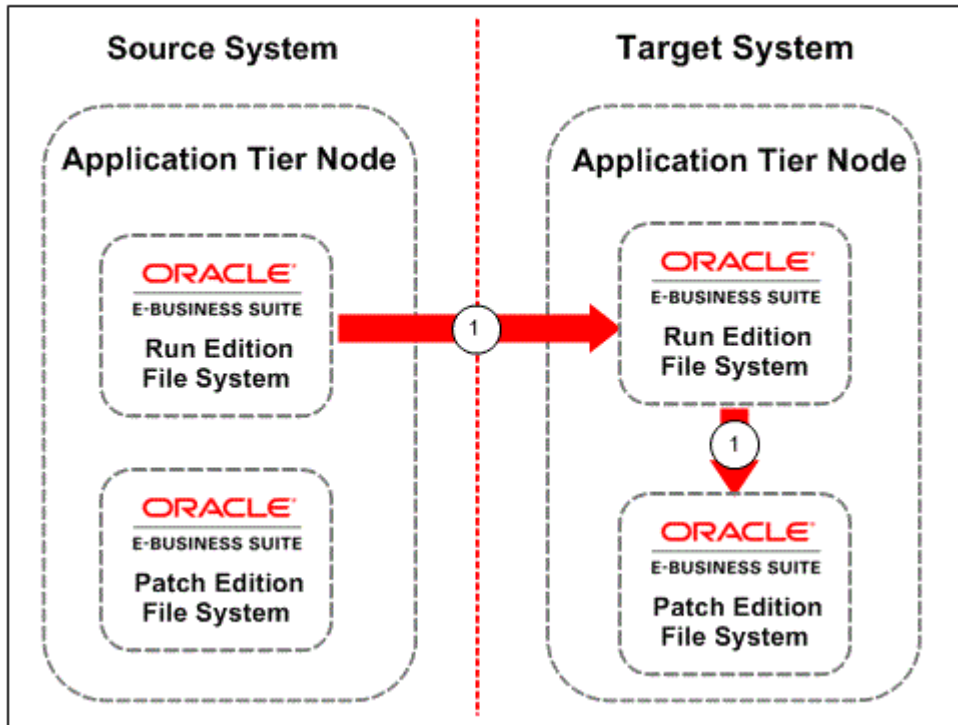 Source System
Application Tier Node
ORACLE
E-BUSINESS SUITE
Run Edition
File System
ORACLE
E-BUSINESS SUITE
Patch Edition
File System
1
Target System
Application Tier Node
ORACLE
E-BUSINESS SUITE
Run Edition
File System
1
ORACLE
E-BUSINESS SUITE
Patch Edition
File System